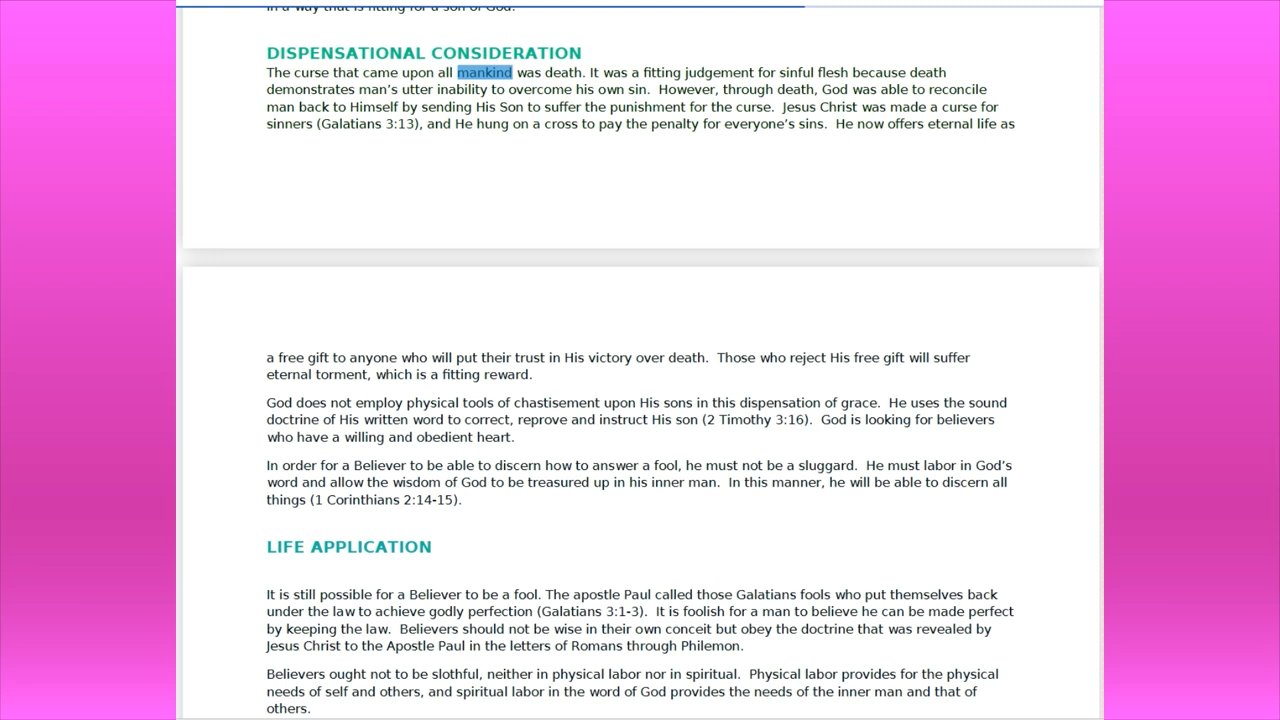 in a way that is fitting for a son of God.
DISPENSATIONAL CONSIDERATION
The curse that came upon all mankind was death. It was a fitting judgement for sinful flesh because death
demonstrates man’s utter inability to overcome his own sin.  However, through death, God was able to reconcile
man back to Himself by sending His Son to suffer the punishment for the curse.  Jesus Christ was made a curse for
sinners (Galatians 3:13), and He hung on a cross to pay the penalty for everyone’s sins.  He now offers eternal life as
a free gift to anyone who will put their trust in His victory over death.  Those who reject His free gift will suffer
eternal torment, which is a fitting reward.
God does not employ physical tools of chastisement upon His sons in this dispensation of grace.  He uses the sound
doctrine of His written word to correct, reprove and instruct His son (2 Timothy 3:16).  God is looking for believers
who have a willing and obedient heart.
In order for a Believer to be able to discern how to answer a fool, he must not be a sluggard.  He must labor in God’s
word and allow the wisdom of God to be treasured up in his inner man.  In this manner, he will be able to discern all
things (1 Corinthians 2:14-15).
LIFE APPLICATION
It is still possible for a Believer to be a fool. The apostle Paul called those Galatians fools who put themselves back
under the law to achieve godly perfection (Galatians 3:1-3).  It is foolish for a man to believe he can be made perfect
by keeping the law.  Believers should not be wise in their own conceit but obey the doctrine that was revealed by
Jesus Christ to the Apostle Paul in the letters of Romans through Philemon.
Believers ought not to be slothful, neither in physical labor nor in spiritual.  Physical labor provides for the physical
needs of self and others, and spiritual labor in the word of God provides the needs of the inner man and that of
others.